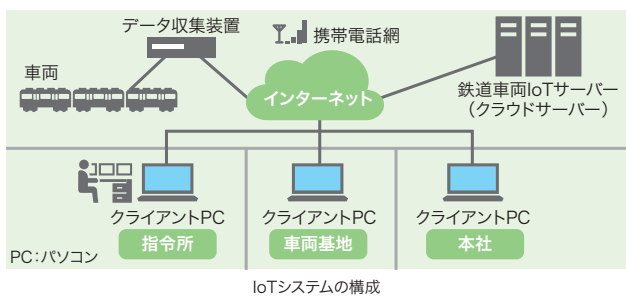 データ収集装置
携帯電話網
車両
インターネット
鉄道車両IoTサーバー
（クラウドサーバー）
クライアントPC
クライアントPC
クライアントPC
指令所
車両基地
本社
PC：パソコン
IoTシステムの構成